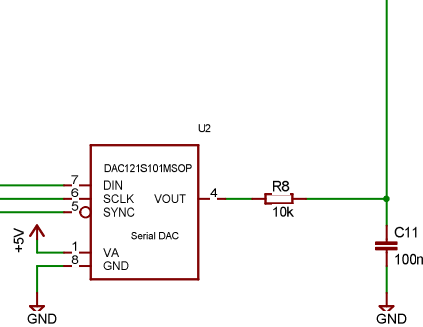 U2
DAC121S101MSOP
7 DIN
6 SCLK
5 SYNC
VOUT 4
R8
10k
Serial DAC
+5V
1 VA
8 GND
C11
100n
GND
GND